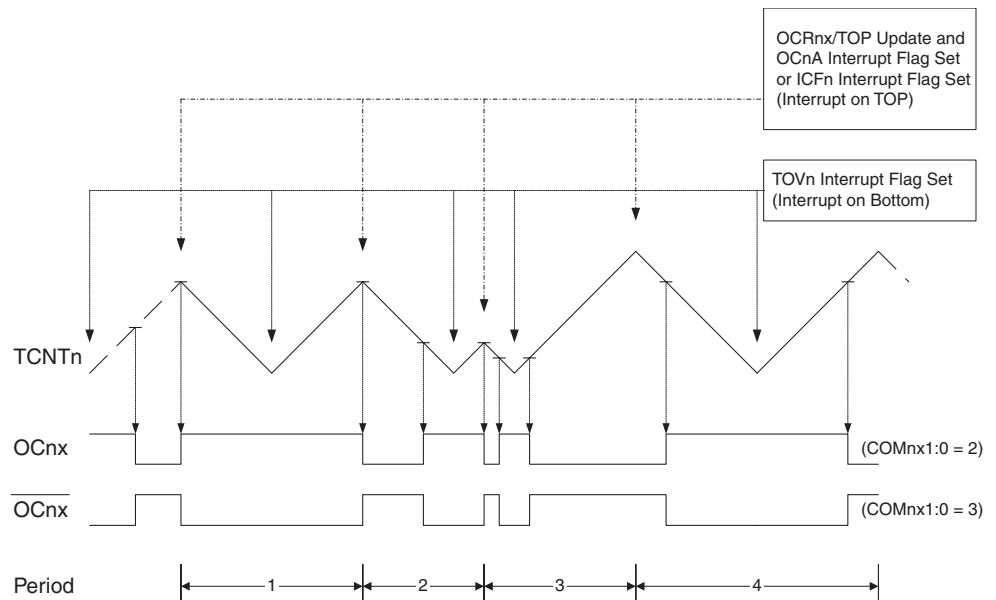 OCRnx/TOP Update and
OCnA Interrupt Flag Set
or ICFn Interrupt Flag Set
(Interrupt on TOP)
TOVn Interrupt Flag Set
(Interrupt on Bottom)
TCNTn
OCnx
(COMnx1:0 = 2)
OCnx
(COMnx1:0 = 3)
Period
1
2
3
4